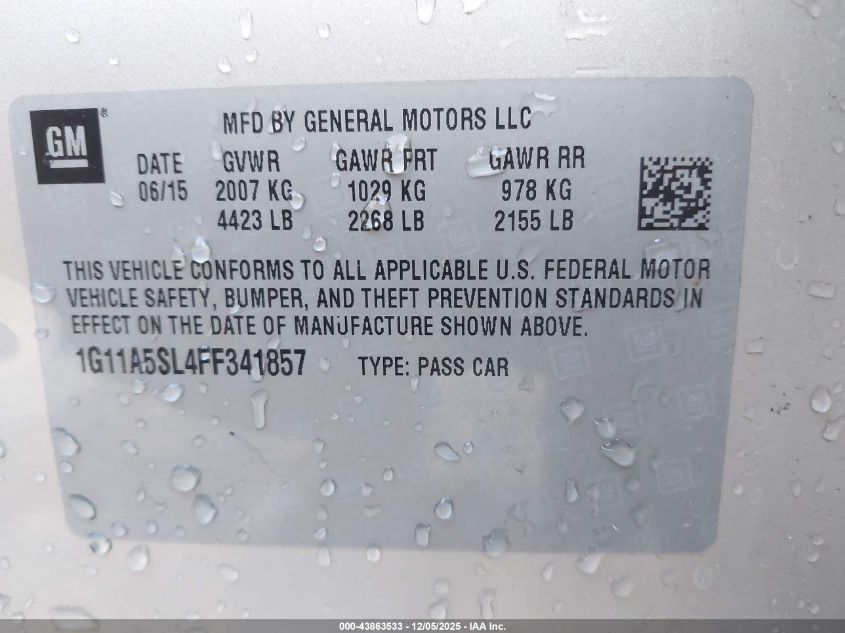 GM ®
MFD BY GENERAL MOTORS LLC
DATE GVWR GAWR FRT GAWR RR
06/15 2007 KG 1029 KG 978 KG
4423 LB 2268 LB 2155 LB
THIS VEHICLE CONFORMS TO ALL APPLICABLE U.S. FEDERAL MOTOR
VEHICLE SAFETY, BUMPER, AND THEFT PREVENTION STANDARDS IN
EFFECT ON THE DATE OF MANUFACTURE SHOWN ABOVE.
1G11A5SL4FF341857 TYPE: PASS CAR
000-43863533 - 12/05/2025 - IAA Inc.